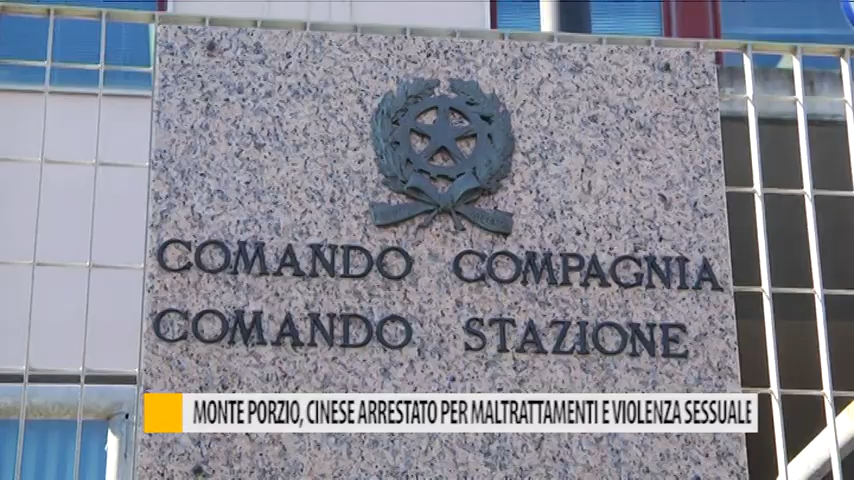 COMANDO COMPAGNIA
COMANDO STAZIONE
MONTE PORZIO, CINESE ARRESTATO PER MALTRATTAMENTI E VIOLENZA SESSUALE